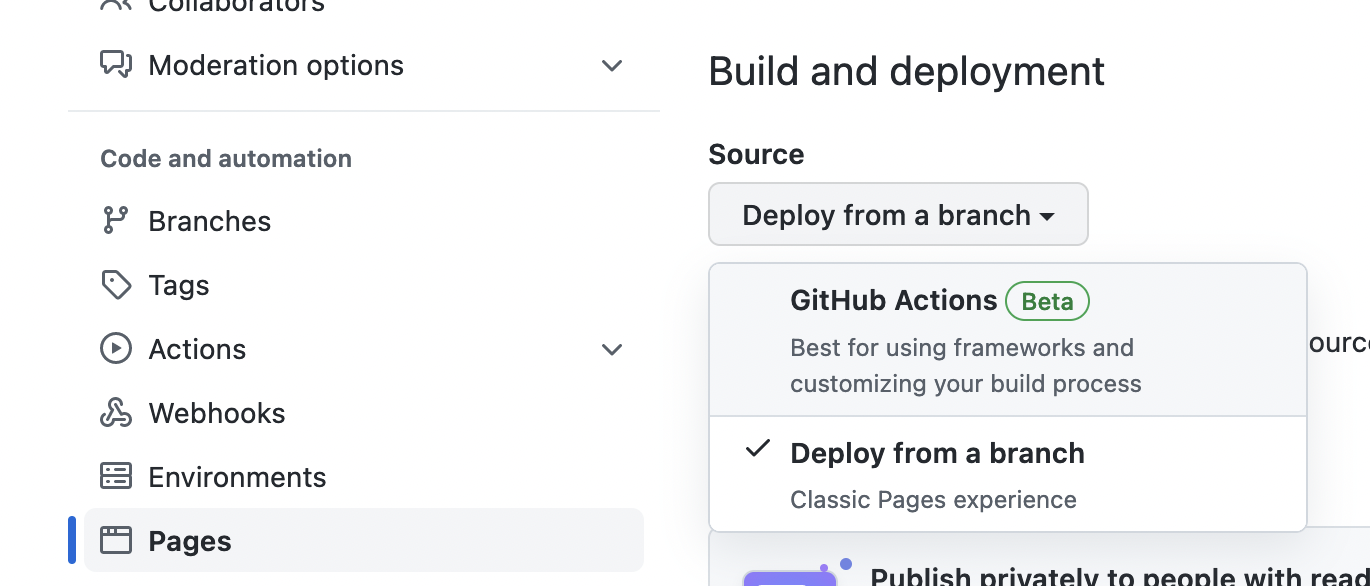 Collaborators
Moderation options
Code and automation
Branches
Tags
Actions
Webhooks
Environments
Pages
Build and deployment
Source
Deploy from a branch
GitHub Actions Beta
Best for using frameworks and
customizing your build process
Deploy from a branch
Classic Pages experience
Publish privately to people with read